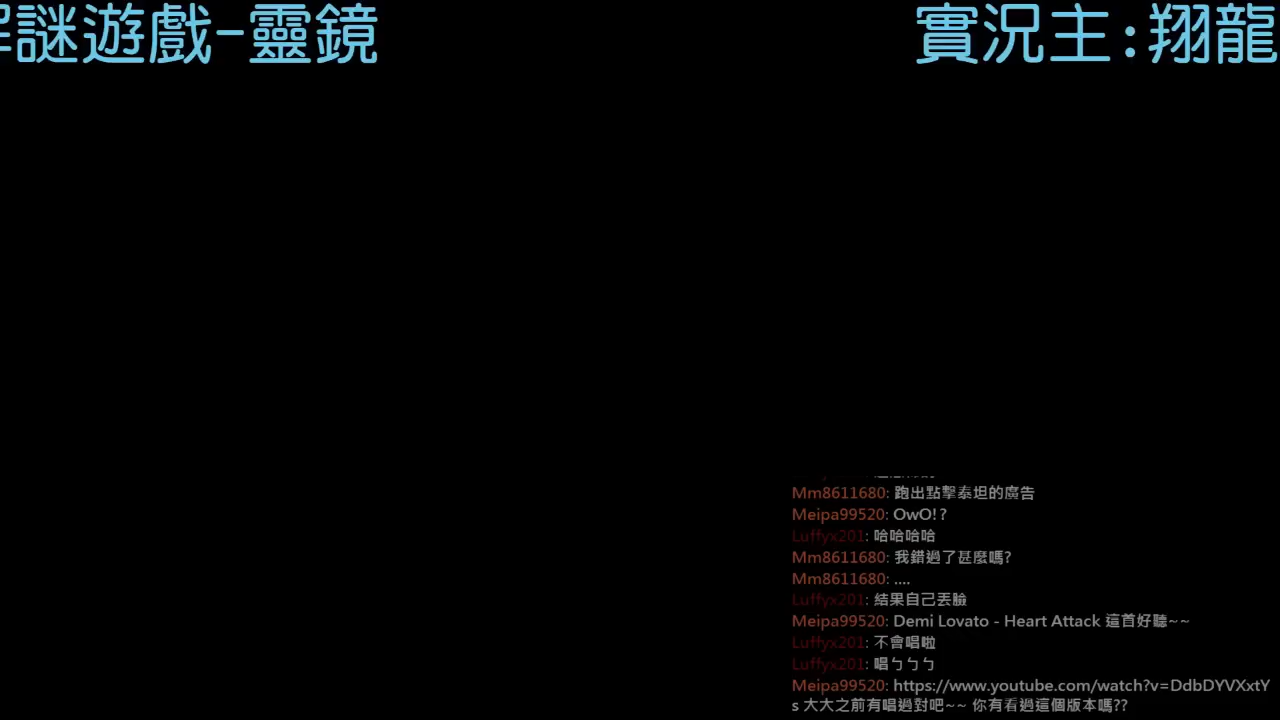 謎遊戲-靈鏡
實況主:翔龍
Mm8611680: 跑出點擊泰坦的廣告
Meipa99520: OwO!?
Luffyx201: 哈哈哈哈
Mm8611680: 我錯過了甚麼嗎?
Mm8611680: ....
Luffyx201: 結果自己丟臉
Meipa99520: Demi Lovato - Heart Attack 這首好聽~~
Luffyx201: 不會唱啦
Luffyx201: 唱ㄅㄅㄅ
Meipa99520: https://www.youtube.com/watch?v=DdbDYVXxtY
s 大大之前有唱過對吧~~ 你有看過這個版本嗎??